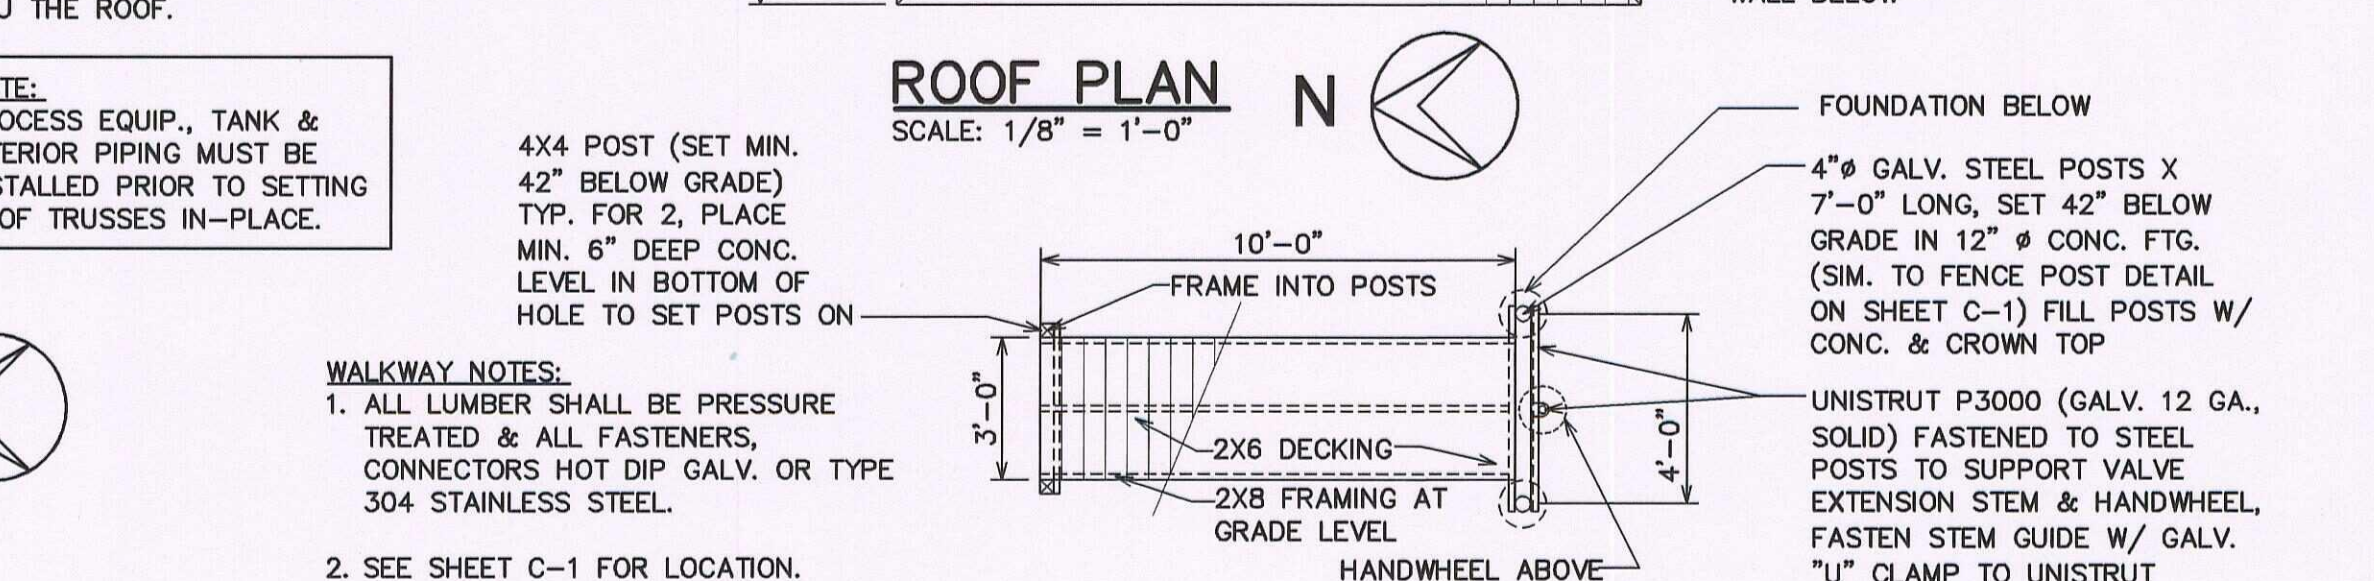 THE ROOF.
4X4 POST (SET MIN.
42" BELOW GRADE)
TYP. FOR 2, PLACE
MIN. 6" DEEP CONC.
LEVEL IN BOTTOM OF
HOLE TO SET POSTS ON
PIPING MUST BE
PRIOR TO SETTING
TRUSSES IN-PLACE.
EQUIP., TANK &
WALKWAY NOTES:
1. ALL LUMBER SHALL BE PRESSURE
TREATED & ALL FASTENERS,
CONNECTORS HOT DIP GALV. OR TYPE
304 STAINLESS STEEL.
2. SEE SHEET C-1 FOR LOCATION.
ROOF PLAN N
SCALE: 1/8" = 1'-0"
10'-0"
FRAME INTO POSTS
3'-0"
2X6 DECKING
2X8 FRAMING AT
GRADE LEVEL
4'-0"
HANDWHEEL ABOVE
WALL BELOW
FOUNDATION BELOW
4"ø GALV. STEEL POSTS X
7'-0" LONG, SET 42" BELOW
GRADE IN 12" ø CONC. FTG.
(SIM. TO FENCE POST DETAIL
ON SHEET C-1) FILL POSTS W/
CONC. & CROWN TOP
UNISTRUT P3000 (GALV. 12 GA.,
SOLID) FASTENED TO STEEL
POSTS TO SUPPORT VALVE
EXTENSION STEM & HANDWHEEL,
FASTEN STEM GUIDE W/ GALV.
"U" CLAMP TO UNISTRUT